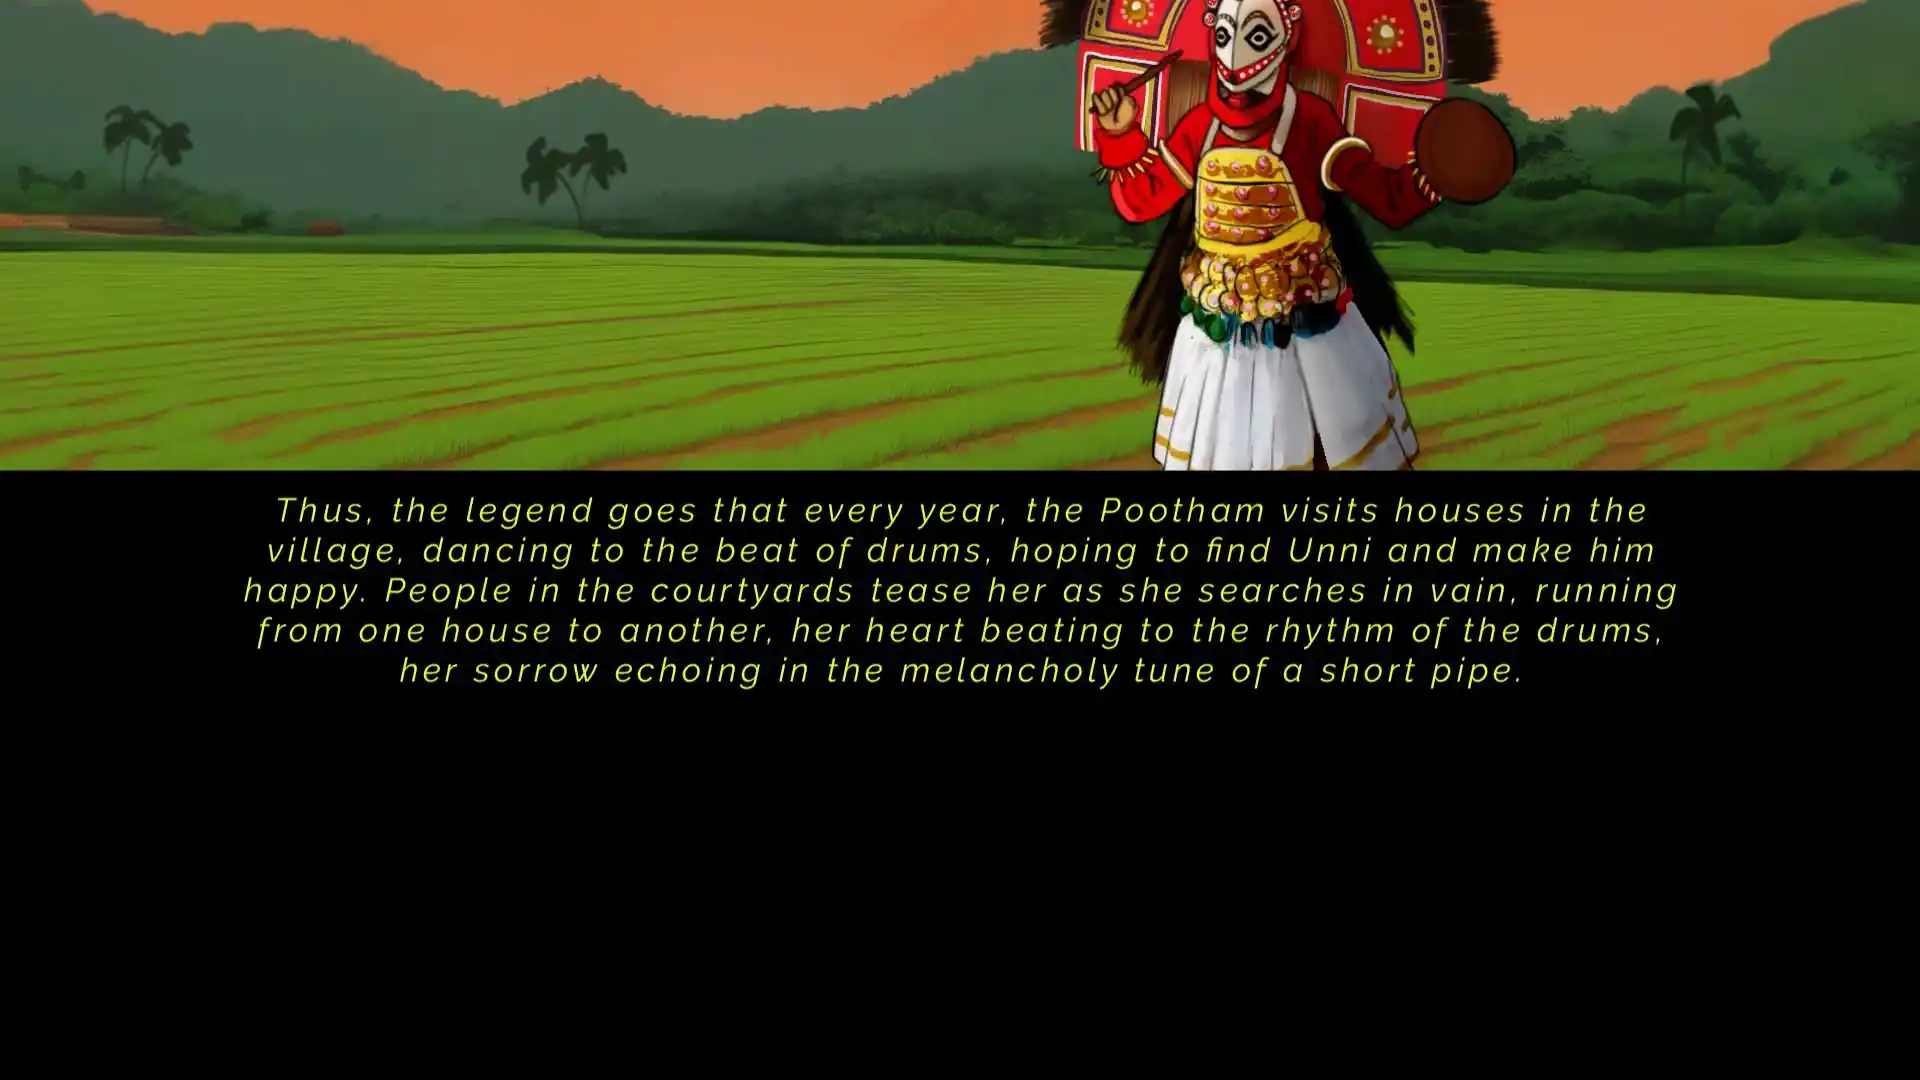 Thus, the legend goes that every year, the Pootham visits houses in the
village, dancing to the beat of drums, hoping to find Unni and make him
happy. People in the courtyards tease her as she searches in vain, running
from one house to another, her heart beating to the rhythm of the drums,
her sorrow echoing in the melancholy tune of a short pipe.